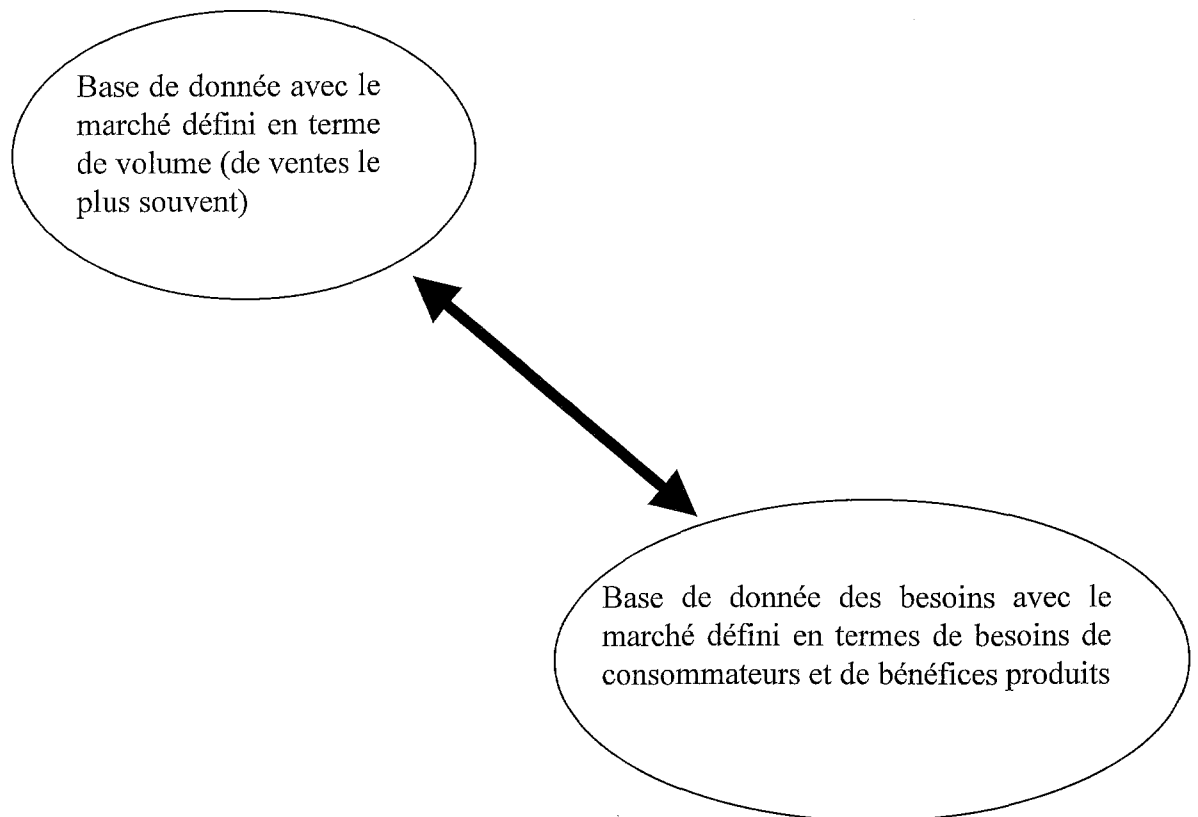 Base de donnée avec le
marché défini en terme
de volume (de ventes le
plus souvent)
Base de donnée des besoins avec le
marché défini en termes de besoins de
consommateurs et de bénéfices produits